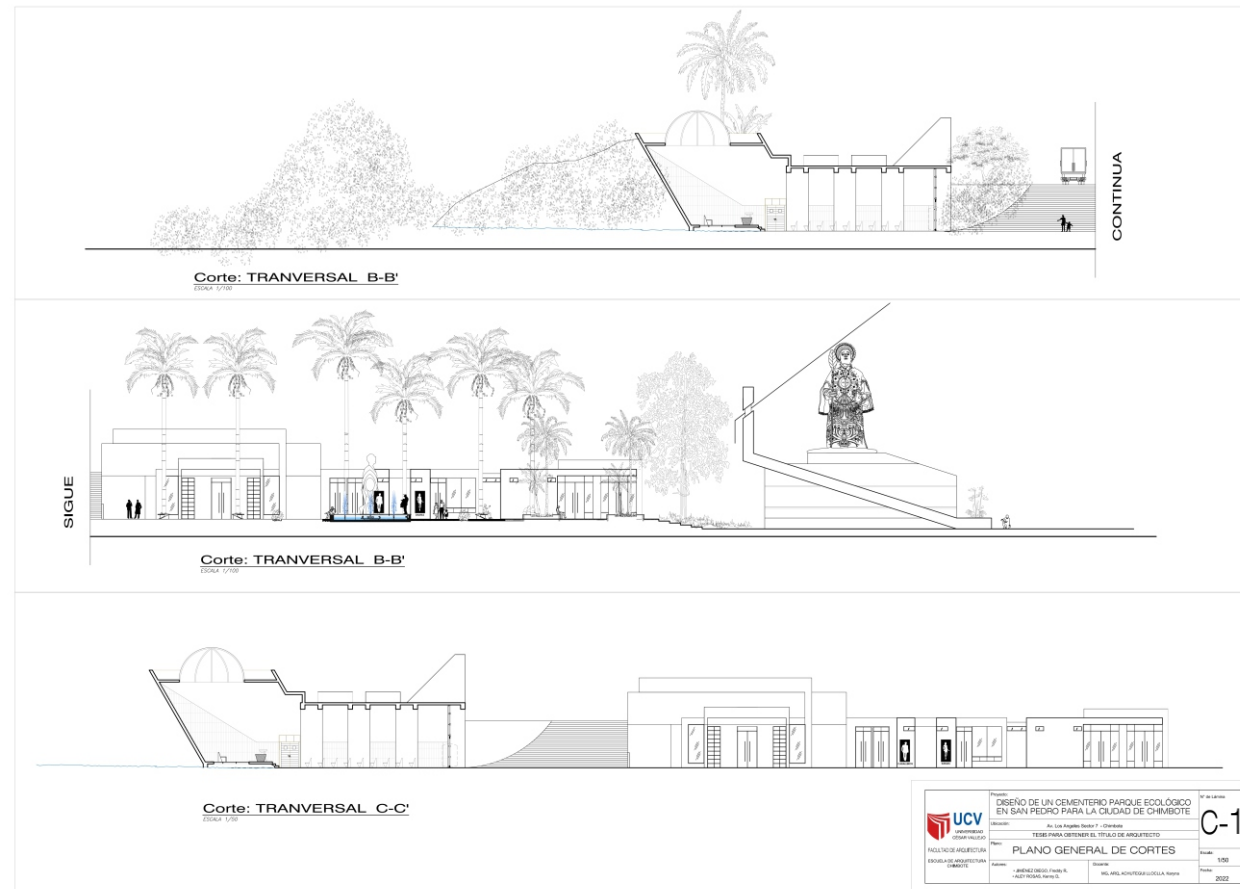 CONTINUA
Corte: TRANVERSAL B-B'
ESCALA 1/100
SIGUE
Corte: TRANVERSAL B-B'
ESCALA 1/100
Corte: TRANVERSAL C-C'
ESCALA 1/50
UCV
UNIVERSIDAD
CÉSAR VALLEJO
FACULTAD DE ARQUITECTURA
ESCUELA DE ARQUITECTURA
CHIMBOTE
Proyecto:
DISEÑO DE UN CEMENTERIO PARQUE ECOLÓGICO
EN SAN PEDRO PARA LA CIUDAD DE CHIMBOTE
Ubicación:
Av. Los Angeles Sector 7 - Chimbote
TESIS PARA OBTENER EL TÍTULO DE ARQUITECTO
Plano:
PLANO GENERAL DE CORTES
Autores:
Docente:
N° de Lámina
C-1
Escala:
1/50
Fecha:
2022